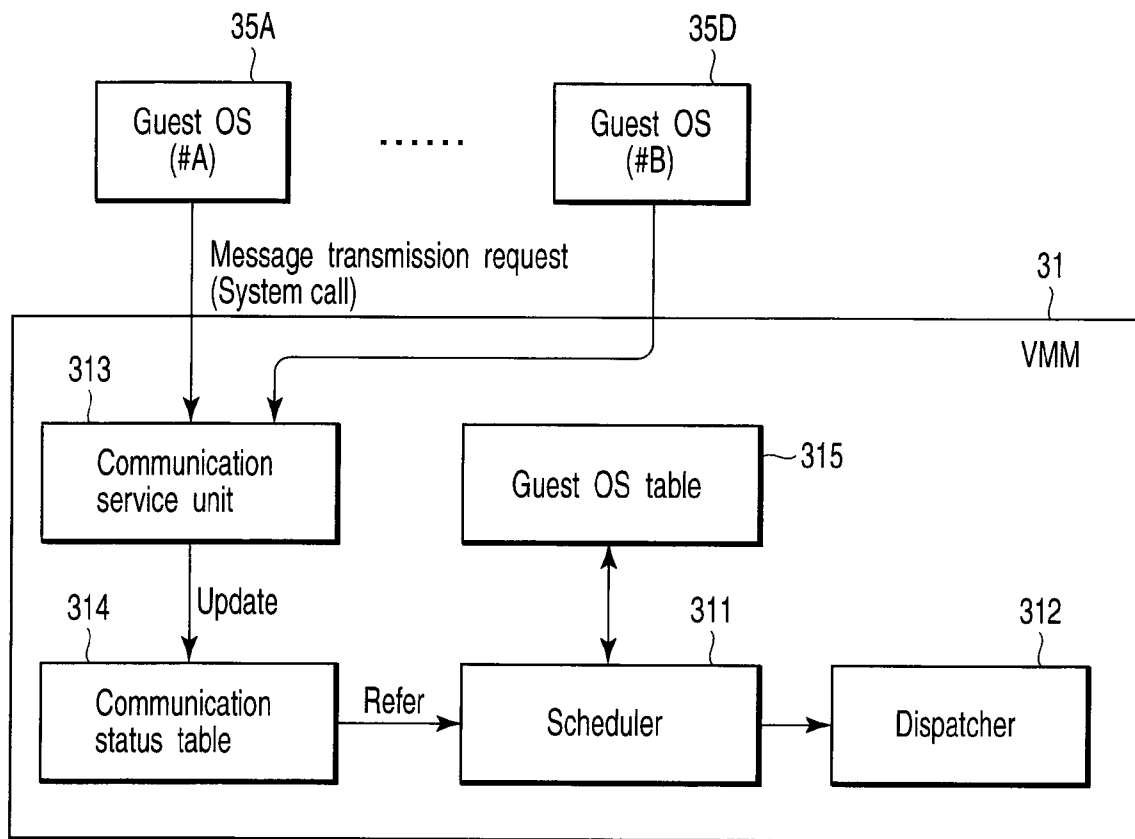 35A
35D
Guest OS
(#A)
......
Guest OS
(#B)
Message transmission request
(System call)
31
VMM
313
Communication
service unit
315
Guest OS table
Update
314
311
312
Communication
status table
Refer
Scheduler
Dispatcher